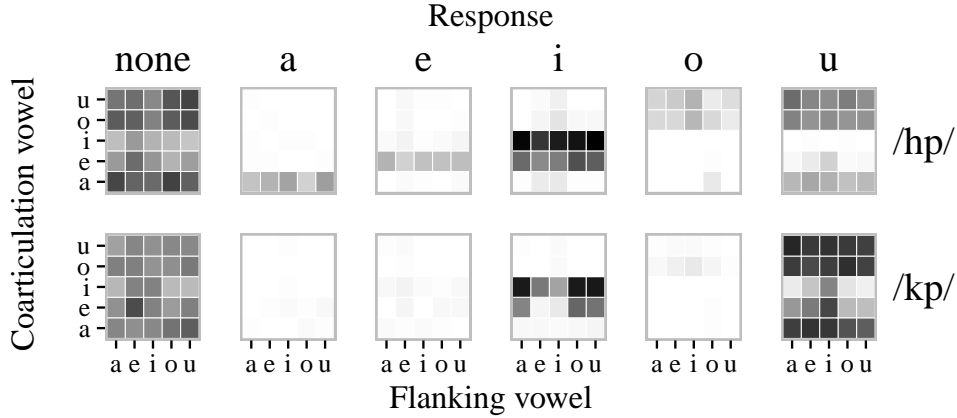 Response
none a e i o u
Coarticulation vowel
u
o
i
e
a
/hp/
u
o
i
e
a
/kp/
a e i o u a e i o u a e i o u a e i o u a e i o u a e i o u
Flanking vowel